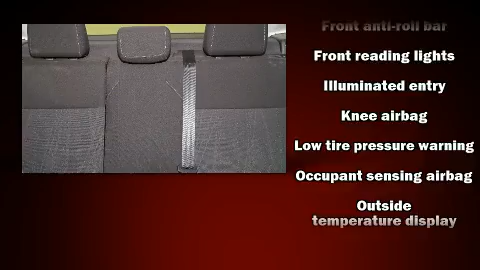 Front anti-roll bar
Front reading lights
Illuminated entry
Knee airbag
Low tire pressure warning
Occupant sensing airbag
Outside
temperature display